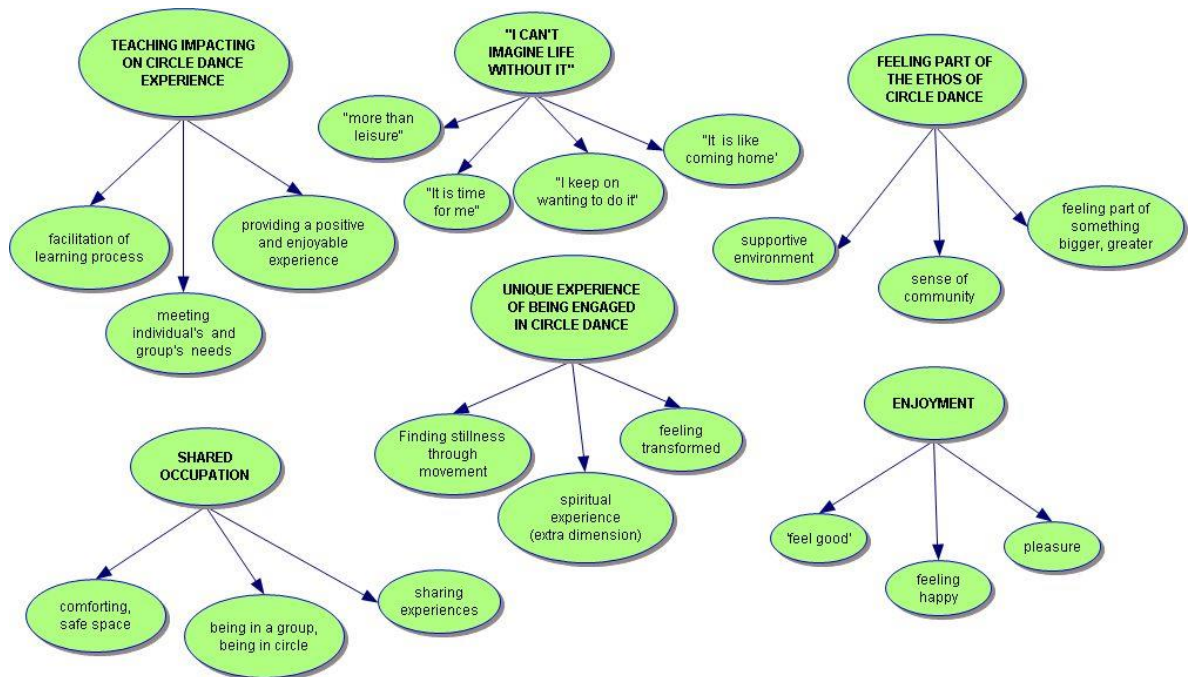 TEACHING IMPACTING
ON CIRCLE DANCE
EXPERIENCE
facilitation of
learning process
meeting
individual's and
group's needs
providing a positive
and enjoyable
experience
"I CAN'T
IMAGINE LIFE
WITHOUT IT"
"more than
leisure"
"It is time
for me"
"I keep on
wanting to do it"
"It is like
coming home'
FEELING PART OF
THE ETHOS OF
CIRCLE DANCE
supportive
environment
sense of
community
feeling part of
something
bigger, greater
UNIQUE EXPERIENCE
OF BEING ENGAGED
IN CIRCLE DANCE
Finding stillness
through
movement
spiritual
experience
(extra dimension)
feeling
transformed
SHARED
OCCUPATION
comforting,
safe space
being in a group,
being in circle
sharing
experiences
ENJOYMENT
'feel good'
feeling
happy
pleasure